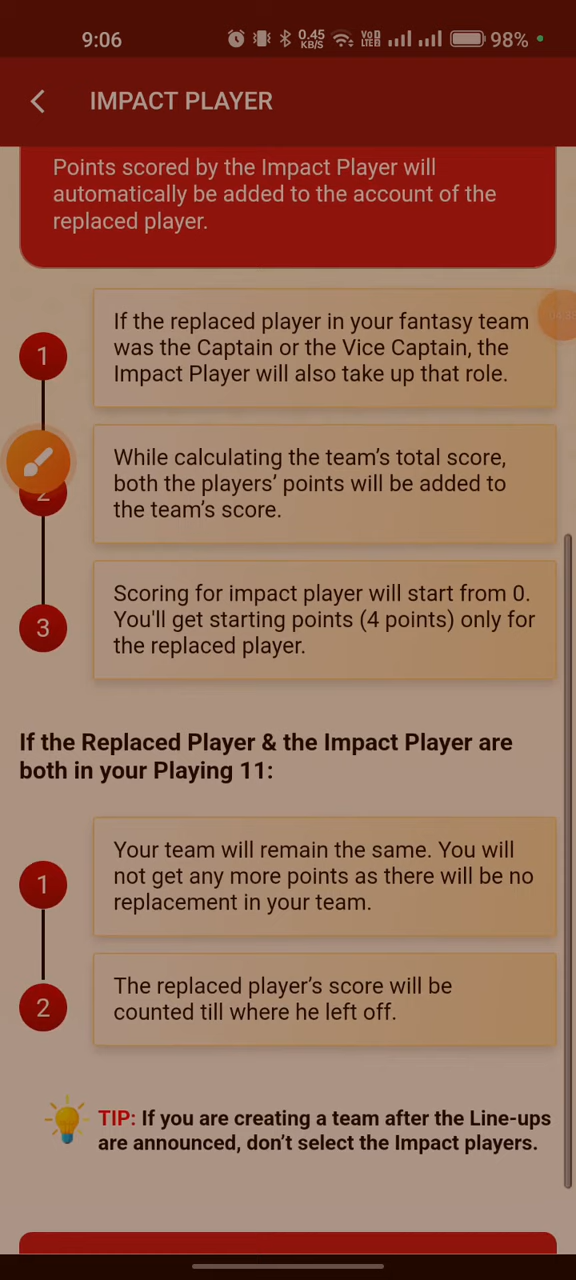 9:06
0.45
KB/S
98%
IMPACT PLAYER
Points scored by the Impact Player will
automatically be added to the account of the
replaced player.
1
If the replaced player in your fantasy team
was the Captain or the Vice Captain, the
Impact Player will also take up that role.
2
While calculating the team's total score,
both the players' points will be added to
the team's score.
3
Scoring for impact player will start from 0.
You'll get starting points (4 points) only for
the replaced player.
If the Replaced Player & the Impact Player are
both in your Playing 11:
1
Your team will remain the same. You will
not get any more points as there will be no
replacement in your team.
2
The replaced player's score will be
counted till where he left off.
TIP: If you are creating a team after the Line-ups
are announced, don't select the Impact players.